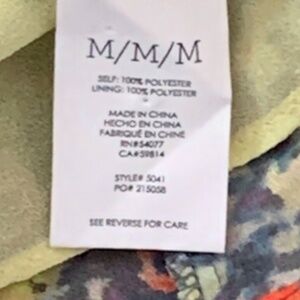 M/M/M
SELF: 100% POLYESTER
LINING: 100% POLYESTER
MADE IN CHINA
HECHO EN CHINA
FABRIQUÉ EN CHINE
RN#54077
CA#59814
STYLE# 5041
PO# 215058
SEE REVERSE FOR CARE